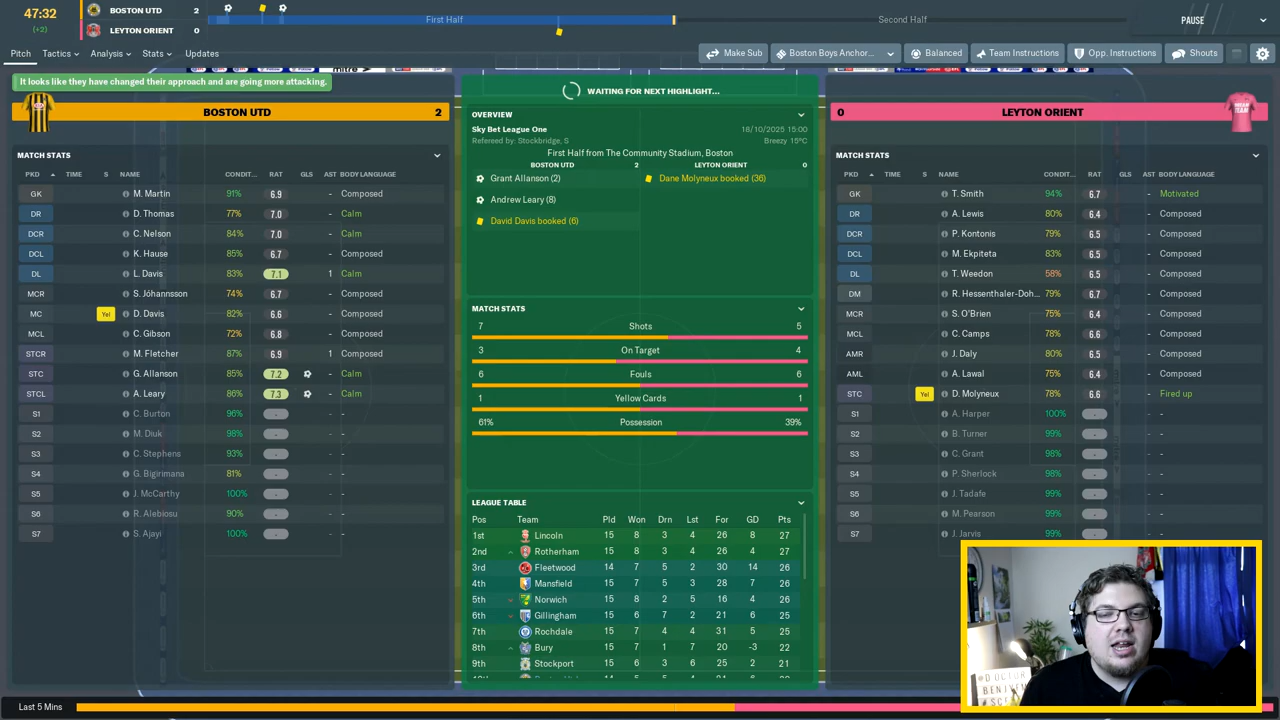 47:32
(+2)
BOSTON UTD 2
LEYTON ORIENT 0
First Half
Second Half
PAUSE
Pitch Tactics Analysis Stats Updates
Make Sub Boston Boys Anchor... Balanced Team Instructions Opp. Instructions Shouts
It looks like they have changed their approach and are going more attacking.
BOSTON UTD 2
MATCH STATS
PKD TIME S NAME CONDIT... RAT GLS AST BODY LANGUAGE
GK M. Martin 91% 6.9 - Composed
DR D. Thomas 77% 7.0 - Calm
DCR C. Nelson 84% 7.0 - Calm
DCL K. Hause 85% 6.7 - Composed
DL L. Davis 83% 7.1 1 Calm
MCR S. Jóhannsson 74% 6.7 - Composed
MC Yel D. Davis 82% 6.6 - Composed
MCL C. Gibson 72% 6.8 - Composed
STCR M. Fletcher 87% 6.9 1 Composed
STC G. Allanson 85% 7.2 - Calm
STCL A. Leary 86% 7.3 - Calm
S1 C. Burton 96% - - -
S2 M. Diuk 98% - - -
S3 C. Stephens 93% - - -
S4 G. Bigirimana 81% - - -
S5 J. McCarthy 100% - - -
S6 R. Alebiosu 90% - - -
S7 S. Ajayi 100% - - -
WAITING FOR NEXT HIGHLIGHT...
OVERVIEW
Sky Bet League One 18/10/2025 15:00
Refereed by: Stockbridge, S Breezy 15°C
First Half from The Community Stadium, Boston
BOSTON UTD 2 LEYTON ORIENT 0
Grant Allanson (2) Dane Molyneux booked (36)
Andrew Leary (8)
David Davis booked (6)
MATCH STATS
7 Shots 5
3 On Target 4
6 Fouls 6
1 Yellow Cards 1
61% Possession 39%
LEAGUE TABLE
Pos Team Pld Won Drn Lst For GD Pts
1st Lincoln 15 8 3 4 26 8 27
2nd Rotherham 15 8 3 4 26 4 27
3rd Fleetwood 14 7 5 2 30 14 26
4th Mansfield 15 7 5 3 28 7 26
5th Norwich 15 8 2 5 16 4 26
6th Gillingham 15 6 7 2 21 6 25
7th Rochdale 15 7 4 4 31 5 25
8th Bury 15 7 1 7 20 -3 22
9th Stockport 15 6 3 6 25 2 21
0 LEYTON ORIENT
MATCH STATS
PKD TIME S NAME CONDIT... RAT GLS AST BODY LANGUAGE
GK T. Smith 94% 6.7 - Motivated
DR A. Lewis 80% 6.4 - Composed
DCR P. Kontonis 79% 6.5 - Composed
DCL M. Ekpiteta 83% 6.5 - Composed
DL T. Weedon 58% 6.5 - Composed
DM R. Hessenthaler-Doh... 79% 6.7 - Composed
MCR S. O'Brien 75% 6.4 - Composed
MCL C. Camps 78% 6.6 - Composed
AMR J. Daly 80% 6.5 - Composed
AML A. Lawal 75% 6.4 - Composed
STC Yel D. Molyneux 78% 6.6 - Fired up
S1 A. Harper 100% - - -
S2 B. Turner 99% - - -
S3 C. Grant 98% - - -
S4 P. Sherlock 98% - - -
S5 J. Tadafe 99% - - -
S6 M. Pearson 99% - - -
S7 J. Jarvis 99% - - -
Last 5 Mins